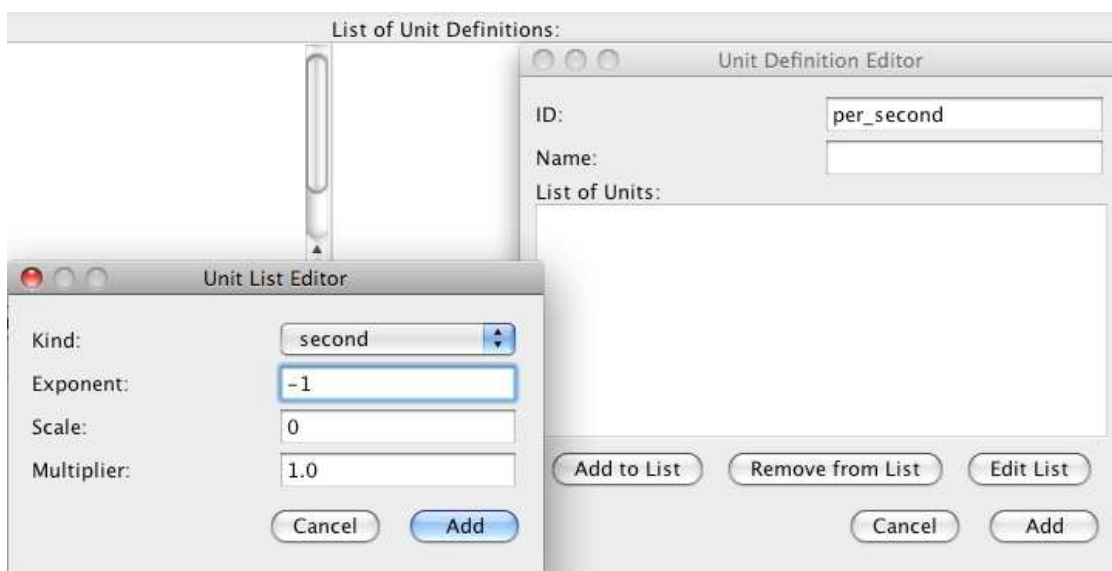 List of Unit Definitions:
Unit Definition Editor
ID: per_second
Name:
List of Units:
Unit List Editor
Kind: second
Exponent: -1
Scale: 0
Multiplier: 1.0
Cancel Add
Add to List Remove from List Edit List
Cancel Add